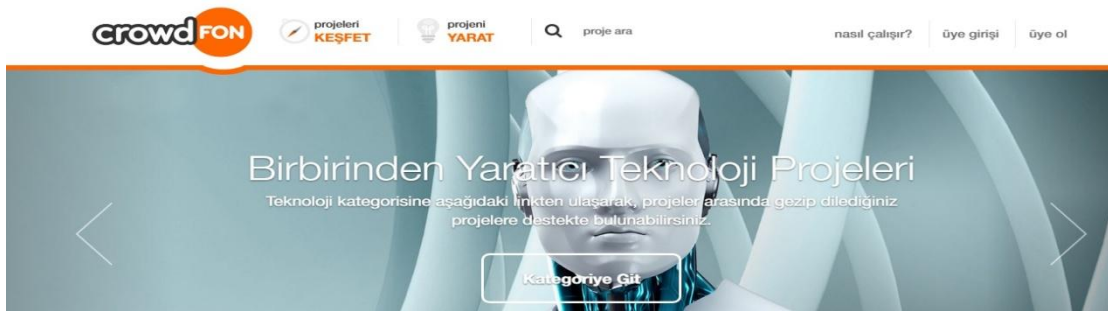 crowdFON
projeleri
KEŞFET
projeni
YARAT
proje ara
nasıl çalışır?
üye girişi
üye ol
Birbirinden Yaratıcı Teknoloji Projeleri
Teknoloji kategorisine aşağıdaki linkten ulaşarak, projeler arasında gezip dilediğiniz
projelere destekte bulunabilirsiniz.
Kategoriye Git